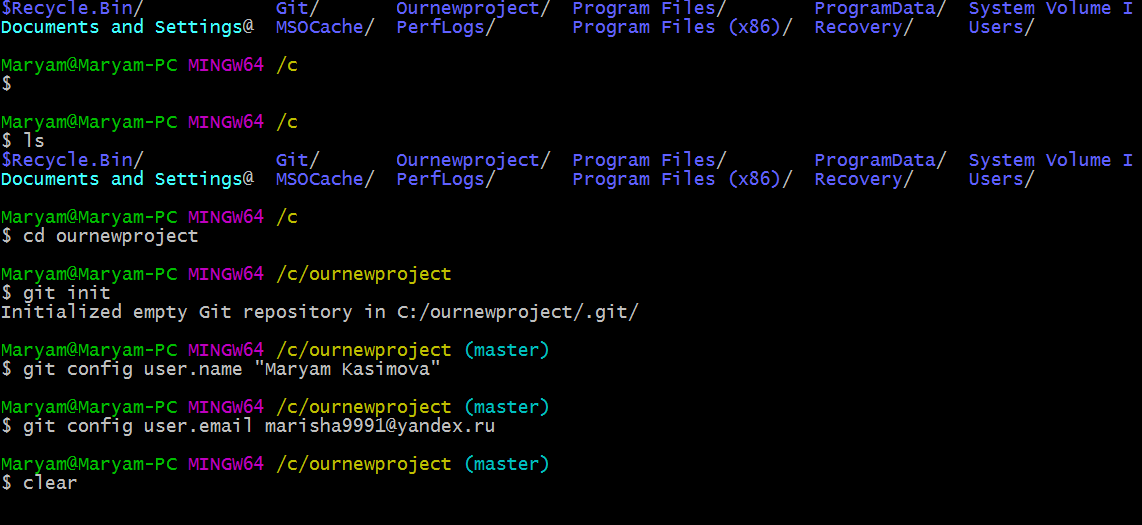 $Recycle.Bin/ Git/ Ournewproject/ Program Files/ ProgramData/ System Volume I
Documents and Settings@ MSOCache/ PerfLogs/ Program Files (x86)/ Recovery/ Users/
Maryam@Maryam-PC MINGW64 /c
$
Maryam@Maryam-PC MINGW64 /c
$ ls
$Recycle.Bin/ Git/ Ournewproject/ Program Files/ ProgramData/ System Volume I
Documents and Settings@ MSOCache/ PerfLogs/ Program Files (x86)/ Recovery/ Users/
Maryam@Maryam-PC MINGW64 /c
$ cd ournewproject
Maryam@Maryam-PC MINGW64 /c/ournewproject
$ git init
Initialized empty Git repository in C:/ournewproject/.git/
Maryam@Maryam-PC MINGW64 /c/ournewproject (master)
$ git config user.name "Maryam Kasimova"
Maryam@Maryam-PC MINGW64 /c/ournewproject (master)
$ git config user.email marisha9991@yandex.ru
Maryam@Maryam-PC MINGW64 /c/ournewproject (master)
$ clear